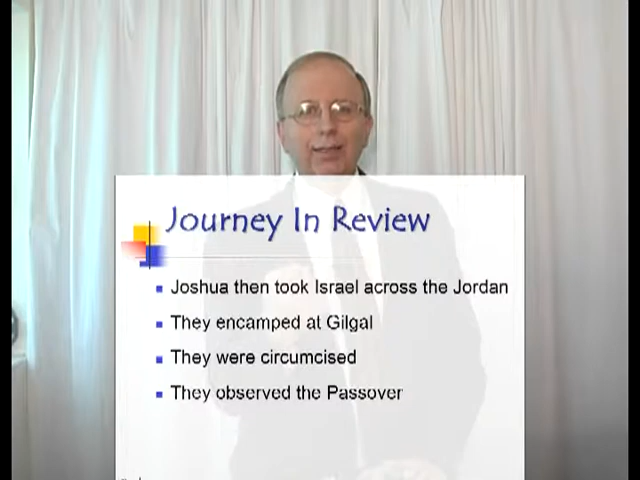 Journey In Review
Joshua then took Israel across the Jordan
They encamped at Gilgal
They were circumcised
They observed the Passover